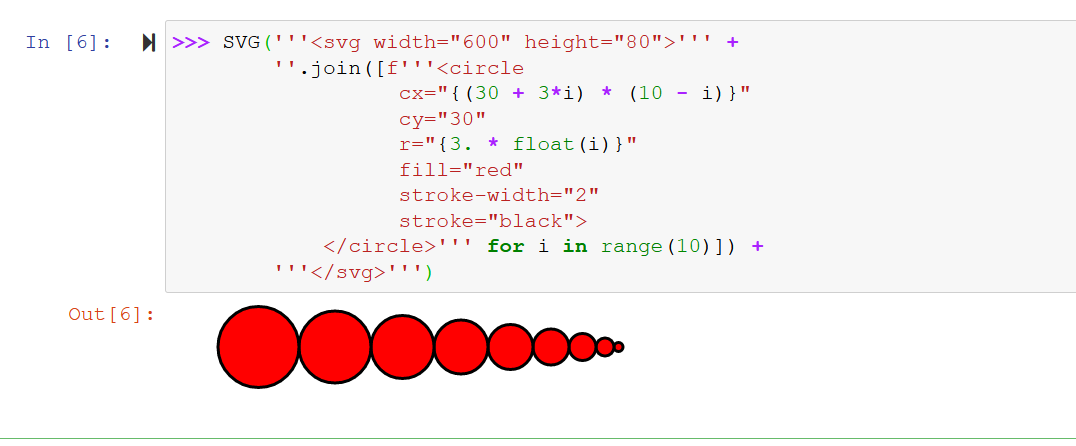 In [6]: >>> SVG('''<svg width="600" height="80">''' +
''.join([f'''<circle
cx="{(30 + 3*i) * (10 - i)}"
cy="30"
r="{3. * float(i)}"
fill="red"
stroke-width="2"
stroke="black">
</circle>''' for i in range(10)]) +
'''</svg>''')
Out[6]: